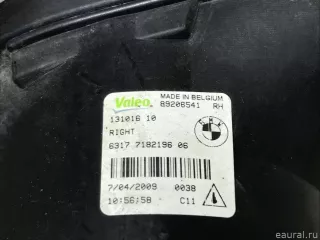 Valeo MADE IN BELGIUM
89208541 RH
131016 10
RIGHT
6317 7182196 06
7/04/2009 0038
10:56:58 C11
eaural.ru